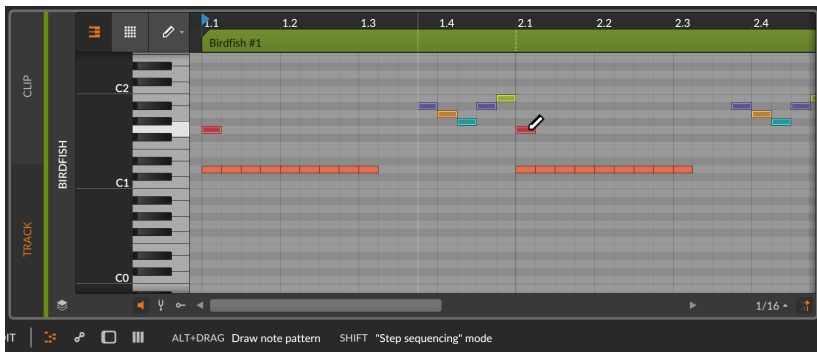 1.1 1.2 1.3 1.4 2.1 2.2 2.3 2.4
Birdfish #1
CLIP
TRACK
BIRDFISH
C2
C1
C0
1/16
IT
ALT+DRAG Draw note pattern SHIFT "Step sequencing" mode